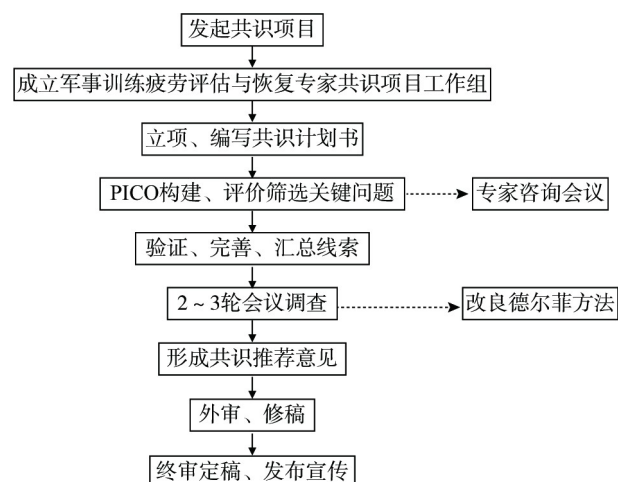 发起共识项目
成立军事训练疲劳评估与恢复专家共识项目工作组
立项、编写共识计划书
PICO构建、评价筛选关键问题
专家咨询会议
验证、完善、汇总线索
2～3轮会议调查
改良德尔菲方法
形成共识推荐意见
外审、修稿
终审定稿、发布宣传